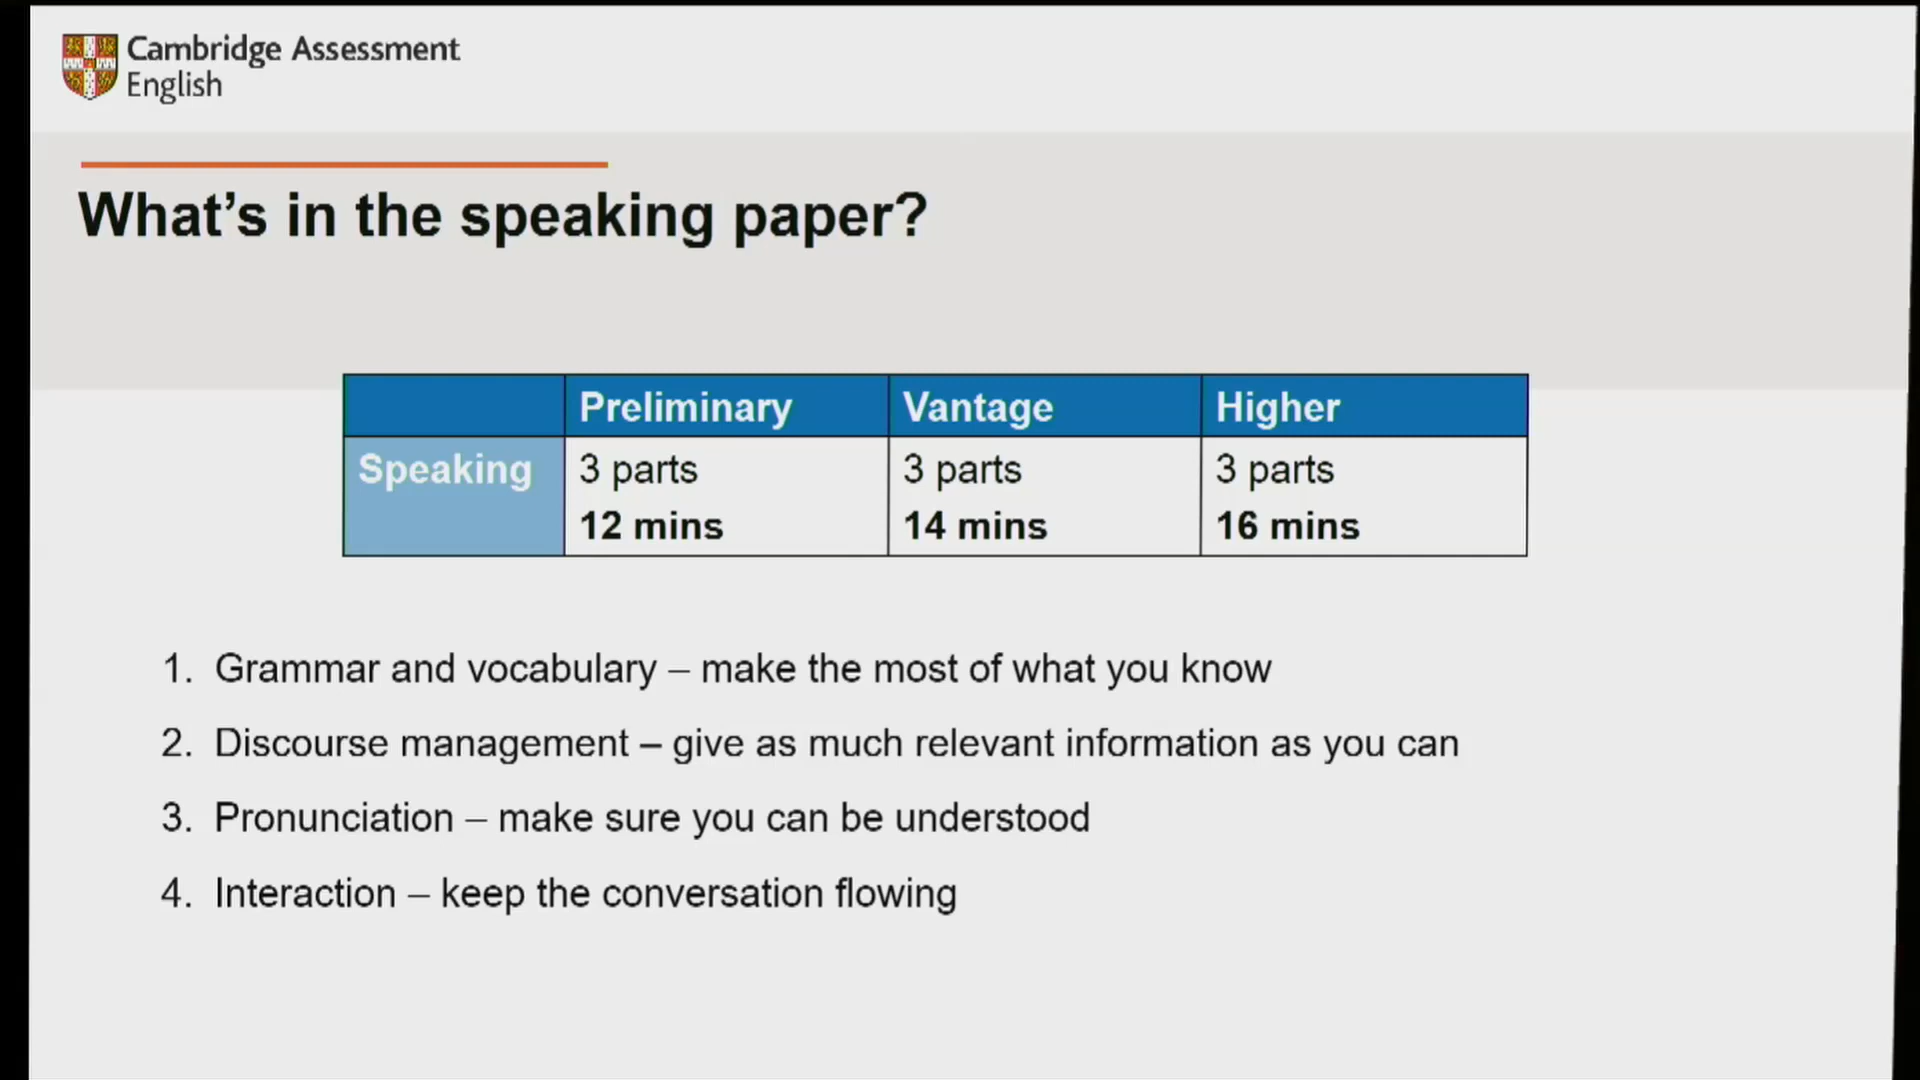 Cambridge Assessment
English
What's in the speaking paper?
Preliminary Vantage Higher
Speaking 3 parts 3 parts 3 parts
12 mins 14 mins 16 mins
1. Grammar and vocabulary – make the most of what you know
2. Discourse management – give as much relevant information as you can
3. Pronunciation – make sure you can be understood
4. Interaction – keep the conversation flowing